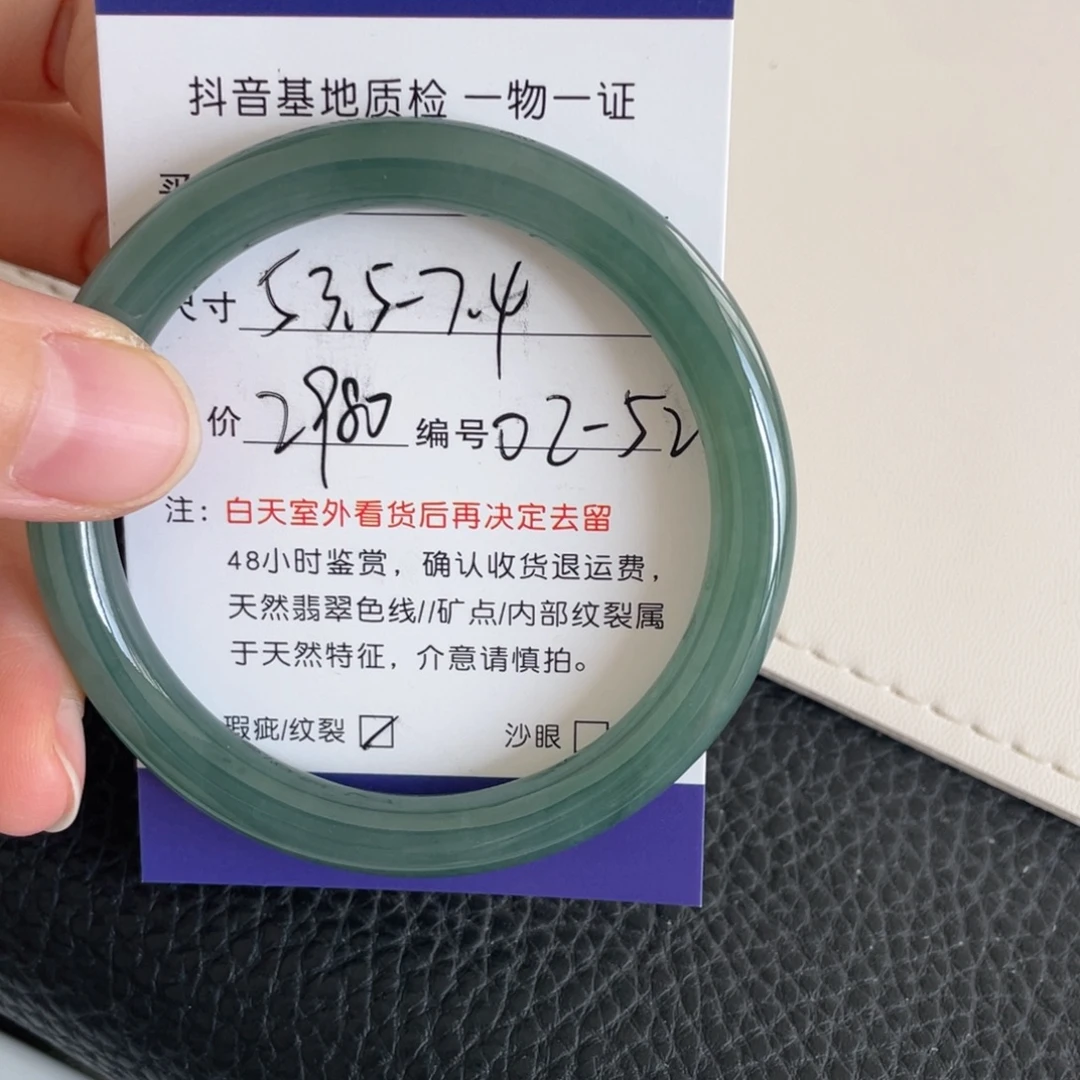 抖音基地质检 一物一证
买
尺寸 53.5-7.4
价 2980 编号 02-52
注：白天室外看货后再决定去留
48小时鉴赏，确认收货退运费，
天然翡翠色线//矿点/内部纹裂属
于天然特征，介意请慎拍。
瑕疵/纹裂 沙眼